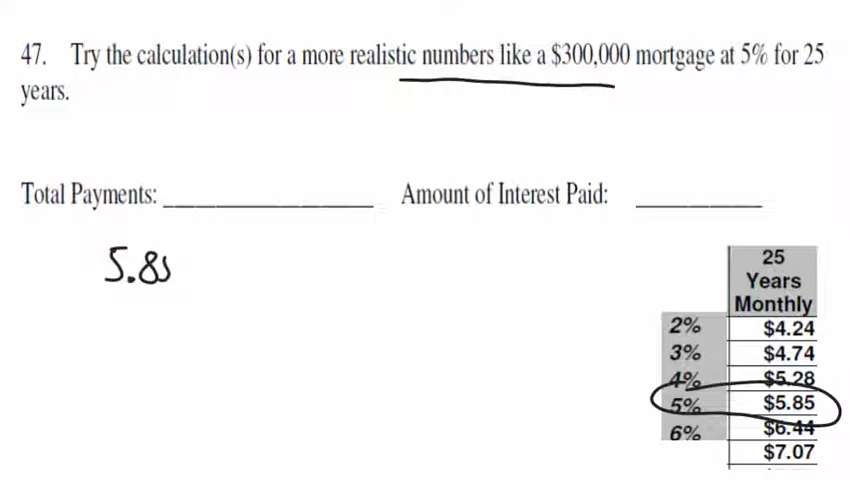 47. Try the calculation(s) for a more realistic numbers like a $300,000 mortgage at 5% for 25
years.
Total Payments: ____________________ Amount of Interest Paid: ____________
5.85
25
Years
Monthly
2% $4.24
3% $4.74
4% $5.28
5% $5.85
6% $6.44
$7.07